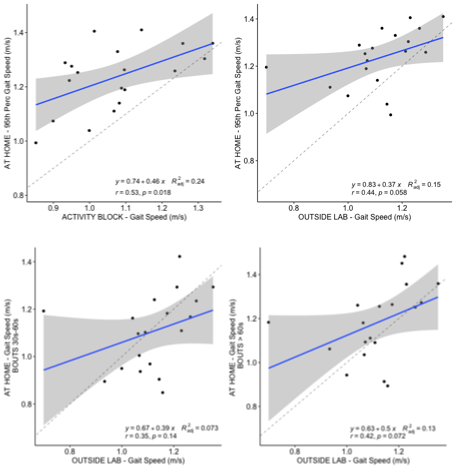 AT HOME - 95th Perc Gait Speed (m/s)
1.4
1.2
1.0
0.8
y = 0.74 + 0.46 x R²adj = 0.24
r = 0.53, p = 0.018
0.9 1.0 1.1 1.2 1.3
ACTIVITY BLOCK - Gait Speed (m/s)
AT HOME - 95th Perc Gait Speed (m/s)
1.4
1.2
1.0
0.8
y = 0.83 + 0.37 x R²adj = 0.15
r = 0.44, p = 0.058
0.8 1.0 1.2
OUTSIDE LAB - Gait Speed (m/s)
AT HOME - Gait Speed (m/s)
BOUTS 30s-60s
1.4
1.2
1.0
0.8
y = 0.67 + 0.39 x R²adj = 0.073
r = 0.35, p = 0.14
0.8 1.0 1.2
OUTSIDE LAB - Gait Speed (m/s)
AT HOME - Gait Speed (m/s)
BOUTS > 60s
1.4
1.2
1.0
0.8
y = 0.63 + 0.5 x R²adj = 0.13
r = 0.42, p = 0.072
0.8 1.0 1.2
OUTSIDE LAB - Gait Speed (m/s)